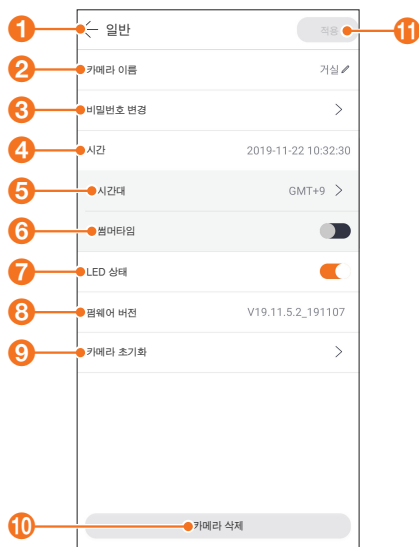 1 일반 적용 11
2 카메라 이름 거실
3 비밀번호 변경
4 시간 2019-11-22 10:32:30
5 시간대 GMT+9
6 썸머타임
7 LED 상태
8 펌웨어 버전 V19.11.5.2_191107
9 카메라 초기화
10 카메라 삭제